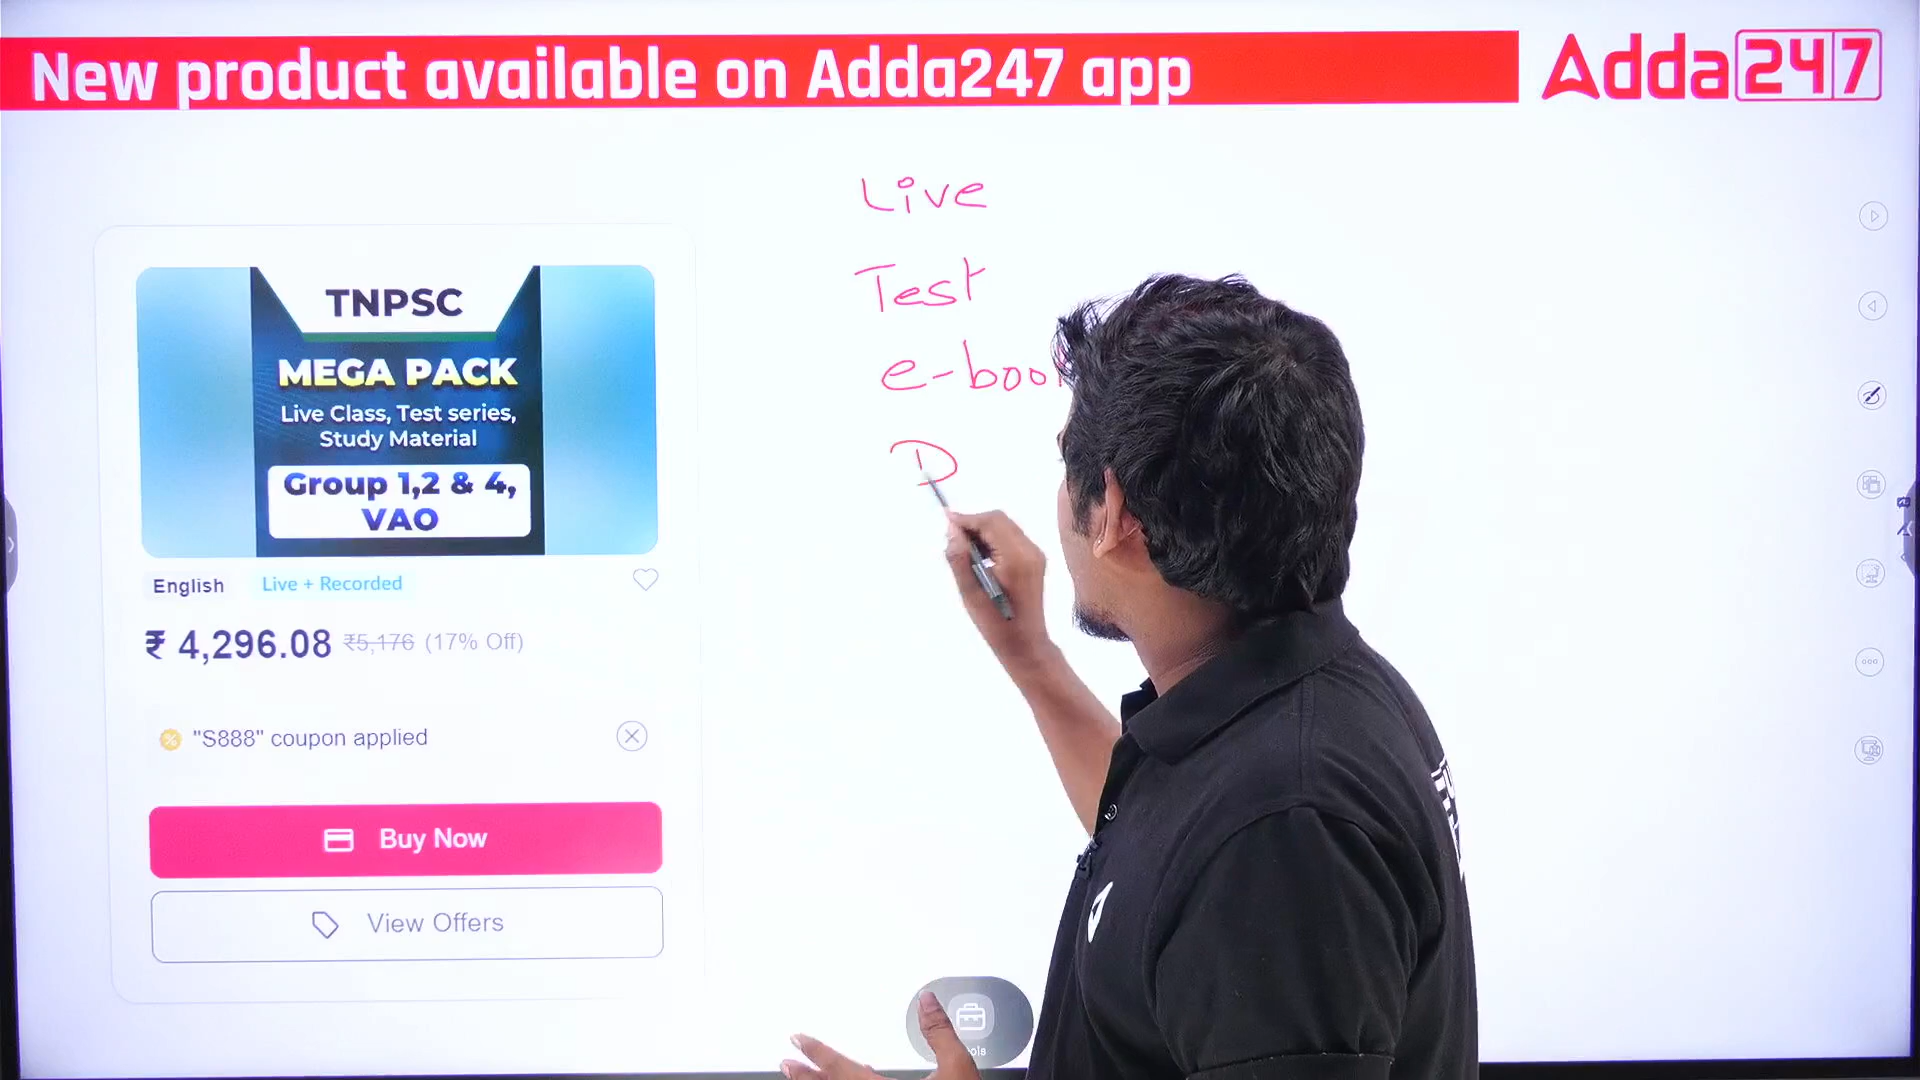 New product available on Adda247 app
Adda247
Live
Test
e-book
D
TNPSC
MEGA PACK
Live Class, Test series,
Study Material
Group 1,2 & 4,
VAO
English Live + Recorded
₹ 4,296.08 ₹5,176 (17% Off)
"S888" coupon applied
Buy Now
View Offers